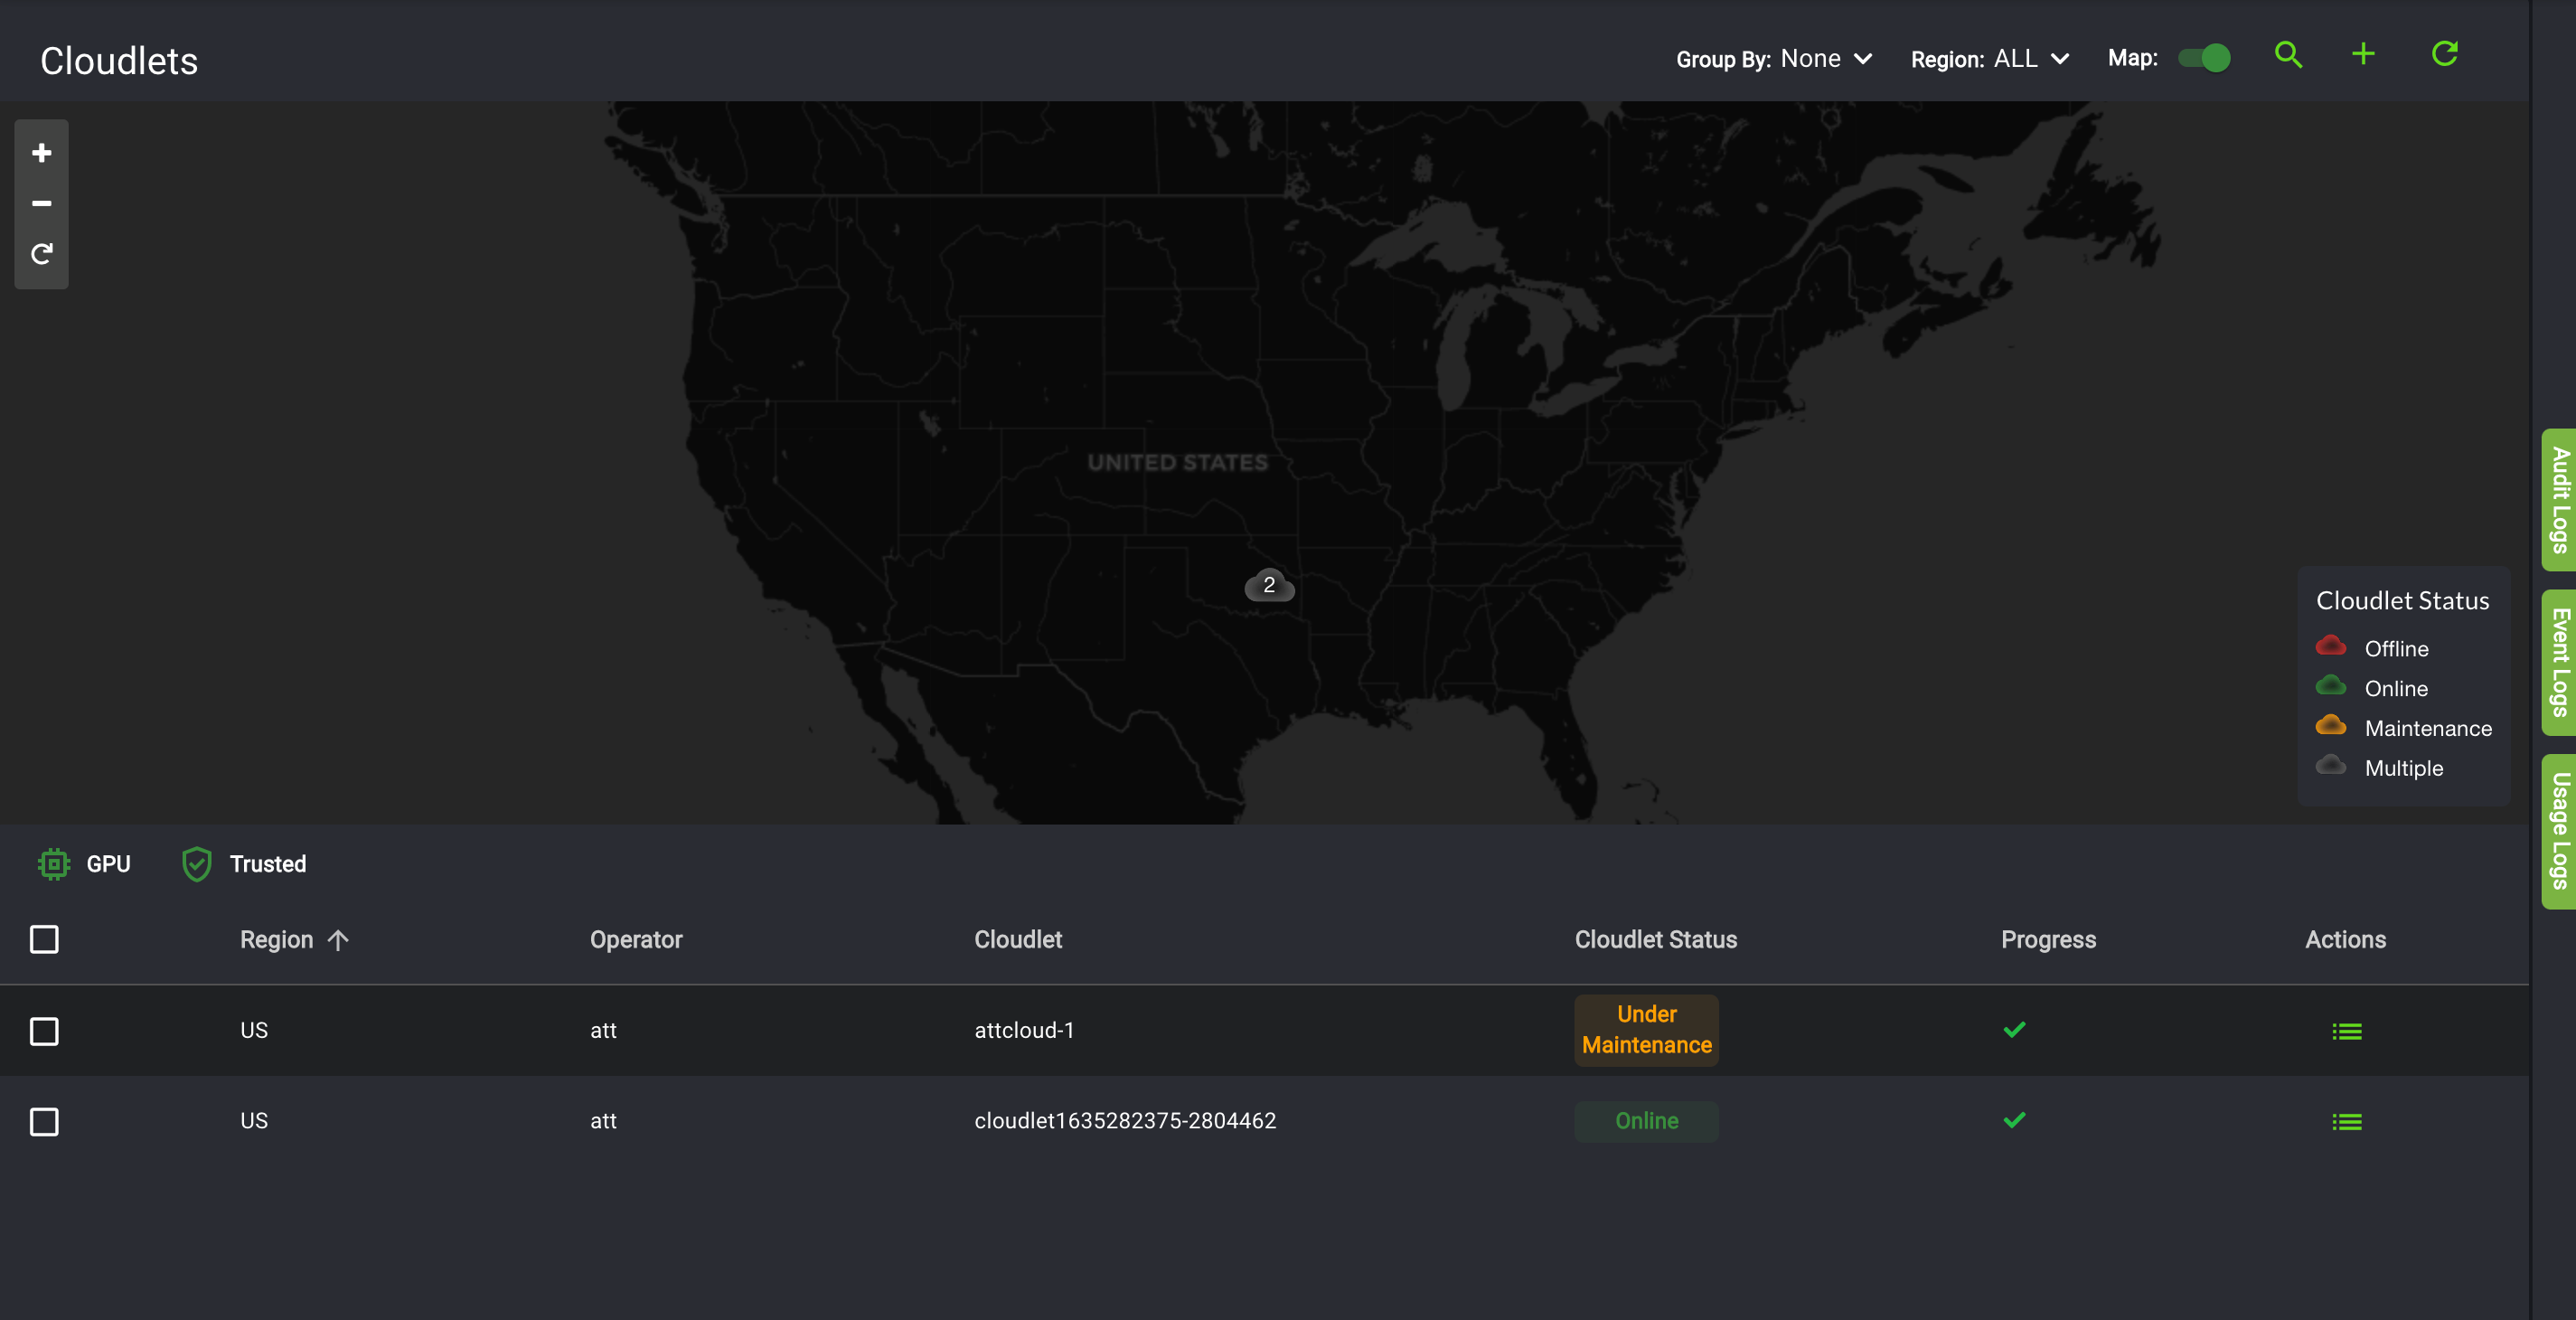 Cloudlets
Group By: None
Region: ALL
Map:
UNITED STATES
2
Cloudlet Status
Offline
Online
Maintenance
Multiple
Audit Logs
Event Logs
Usage Logs
GPU
Trusted
Region
Operator
Cloudlet
Cloudlet Status
Progress
Actions
US
att
attcloud-1
Under
Maintenance
US
att
cloudlet1635282375-2804462
Online